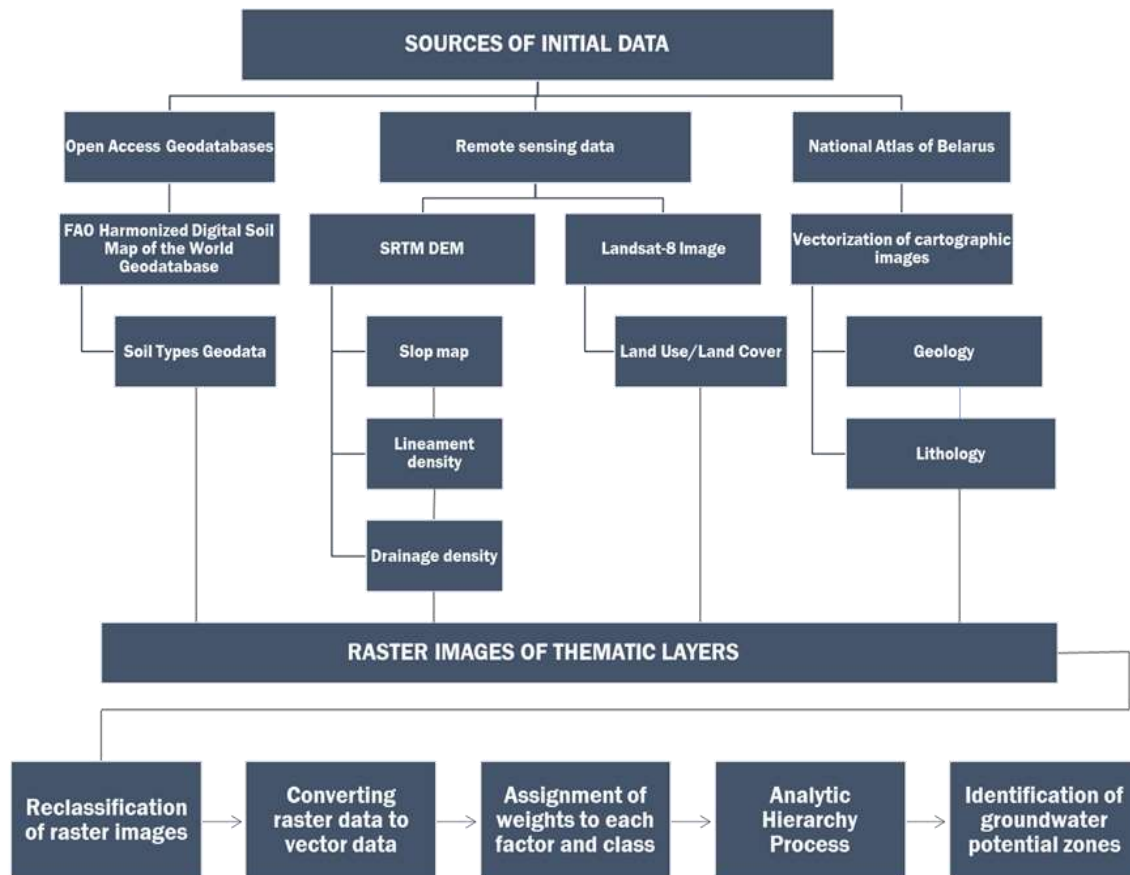 SOURCES OF INITIAL DATA
Open Access Geodatabases
Remote sensing data
National Atlas of Belarus
FAO Harmonized Digital Soil
Map of the World
Geodatabase
SRTM DEM
Landsat-8 Image
Vectorization of cartographic
images
Soil Types Geodata
Slop map
Land Use/Land Cover
Geology
Lineament
density
Lithology
Drainage density
RASTER IMAGES OF THEMATIC LAYERS
Reclassification
of raster images
Converting
raster data to
vector data
Assignment of
weights to each
factor and class
Analytic
Hierarchy
Process
Identification of
groundwater
potential zones